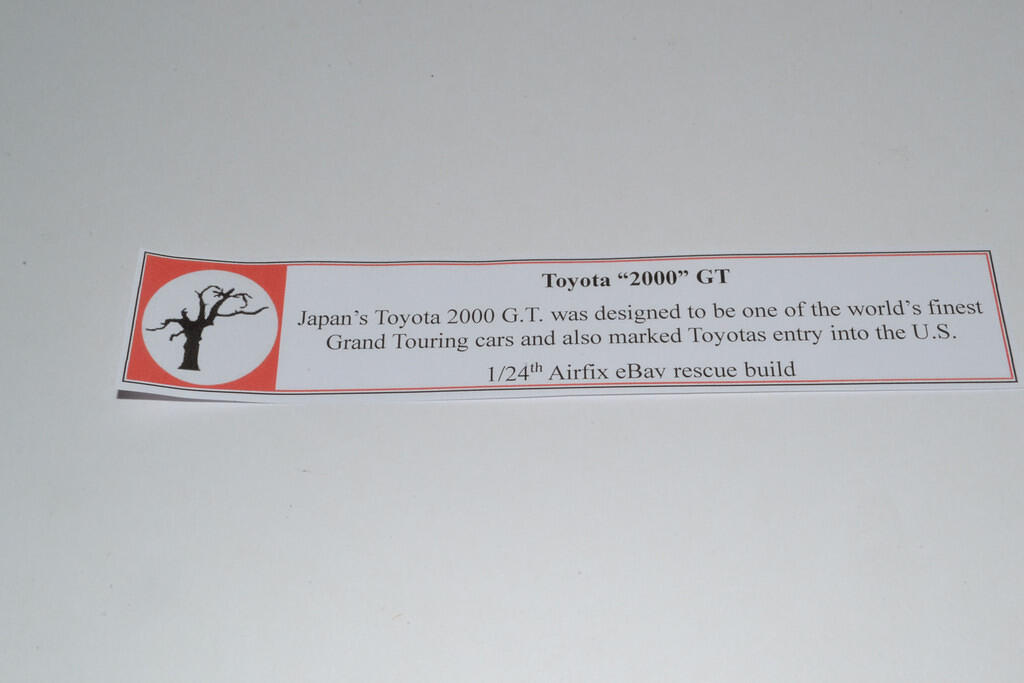 Toyota “2000” GT
Japan’s Toyota 2000 G.T. was designed to be one of the world’s finest
Grand Touring cars and also marked Toyotas entry into the U.S.
1/24th Airfix eBay rescue build